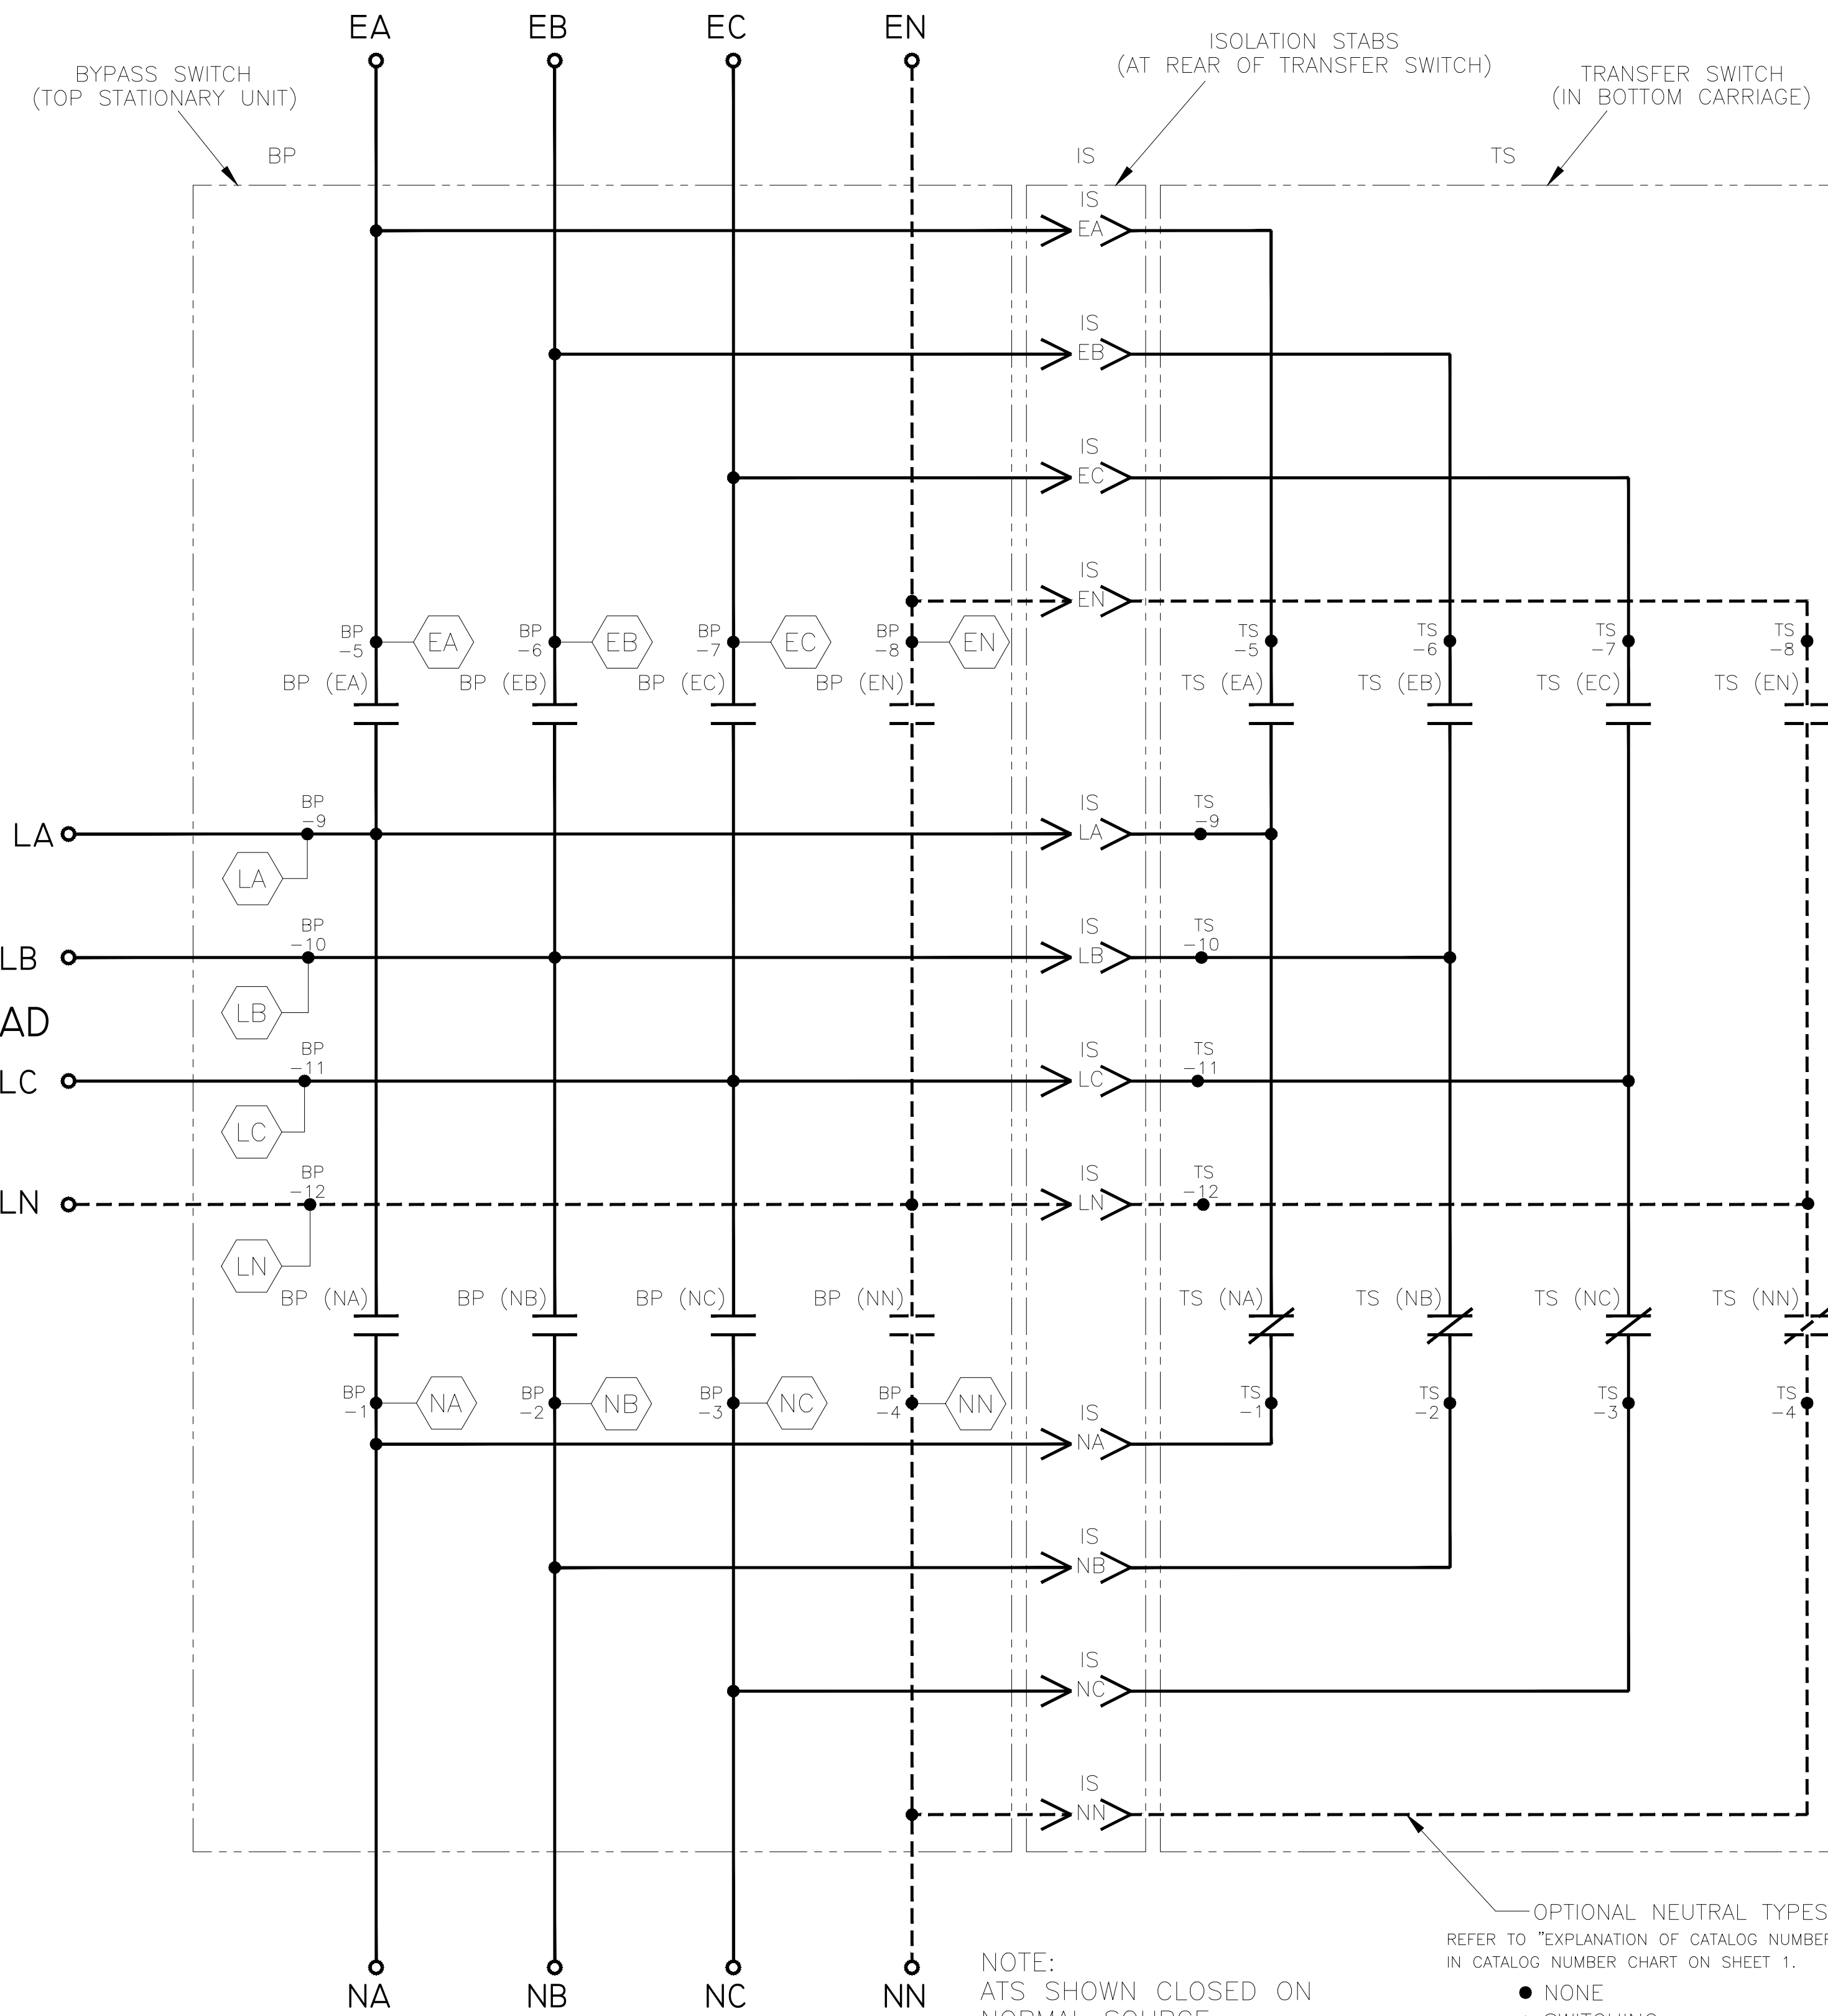 EA EB EC EN
BYPASS SWITCH
(TOP STATIONARY UNIT)
ISOLATION STABS
(AT REAR OF TRANSFER SWITCH)
TRANSFER SWITCH
(IN BOTTOM CARRIAGE)
BP IS TS
IS
EA
IS
EB
IS
EC
IS
EN
BP
-5
EA
BP
-6
EB
BP
-7
EC
BP
-8
EN
TS
-5
TS
-6
TS
-7
TS
-8
BP (EA) BP (EB) BP (EC) BP (EN) TS (EA) TS (EB) TS (EC) TS (EN)
LA
BP
-9
LA
IS
LA
TS
-9
LB
BP
-10
LB
IS
LB
TS
-10
AD
LC
BP
-11
LC
IS
LC
TS
-11
LN
BP
-12
LN
IS
LN
TS
-12
BP (NA) BP (NB) BP (NC) BP (NN) TS (NA) TS (NB) TS (NC) TS (NN)
BP
-1
NA
BP
-2
NB
BP
-3
NC
BP
-4
NN
TS
-1
TS
-2
TS
-3
TS
-4
IS
NA
IS
NB
IS
NC
IS
NN
OPTIONAL NEUTRAL TYPES
REFER TO "EXPLANATION OF CATALOG NUMBER
IN CATALOG NUMBER CHART ON SHEET 1.
● NONE
NOTE:
ATS SHOWN CLOSED ON
NORMAL SOURCE
NA NB NC NN